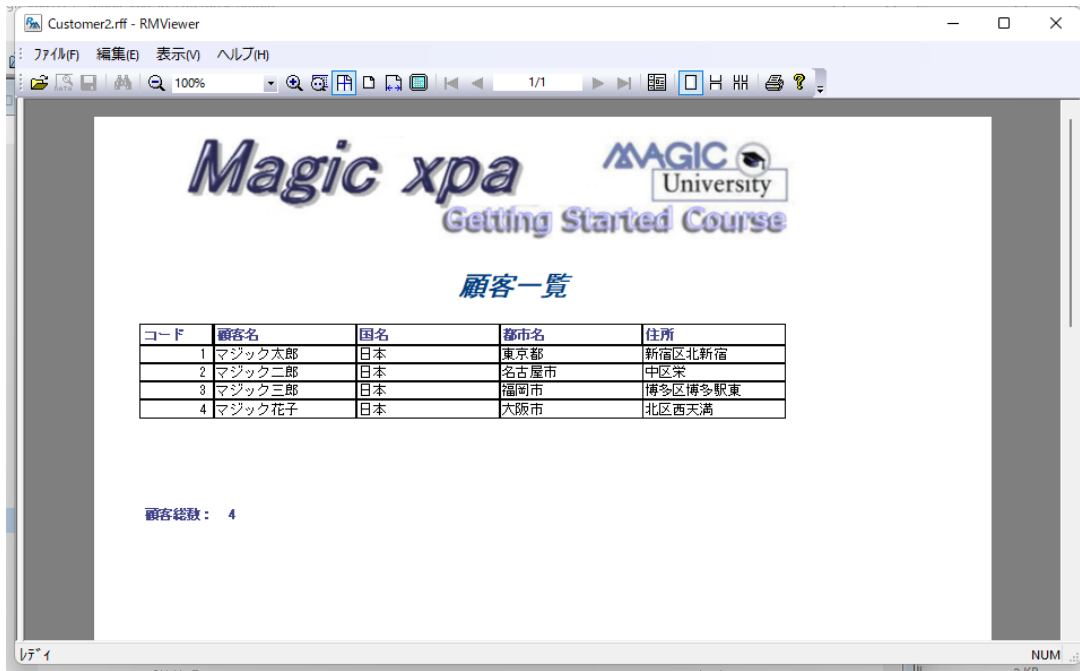 Customer2.rff - RMViewer
ファイル(F) 編集(E) 表示(V) ヘルプ(H)
100% 1/1
Magic xpa
MAGIC
University
Getting Started Course
顧客一覧
コード 顧客名 国名 都市名 住所
1 マジック太郎 日本 東京都 新宿区北新宿
2 マジック二郎 日本 名古屋市 中区栄
3 マジック三郎 日本 福岡市 博多区博多駅東
4 マジック花子 日本 大阪市 北区西天満
顧客総数： 4
レディ NUM